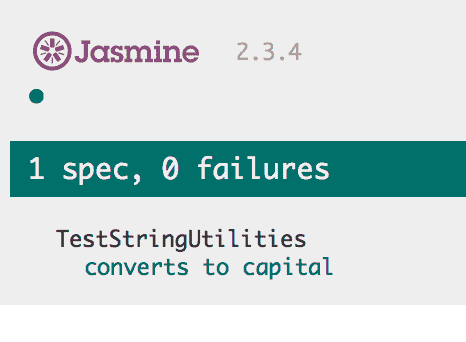 Jasmine 2.3.4
1 spec, 0 failures
TestStringUtilities
converts to capital